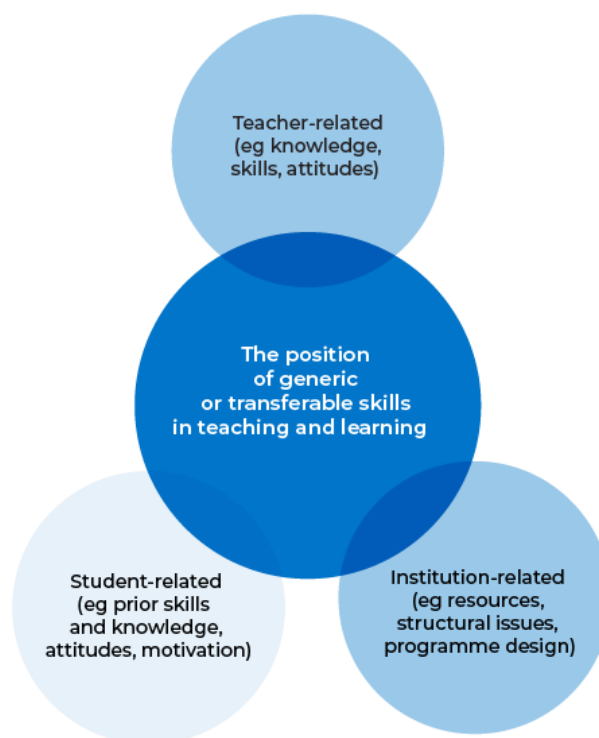 Teacher-related
(eg knowledge,
skills, attitudes)
The position
of generic
or transferable skills
in teaching and learning
Student-related
(eg prior skills
and knowledge,
attitudes, motivation)
Institution-related
(eg resources,
structural issues,
programme design)